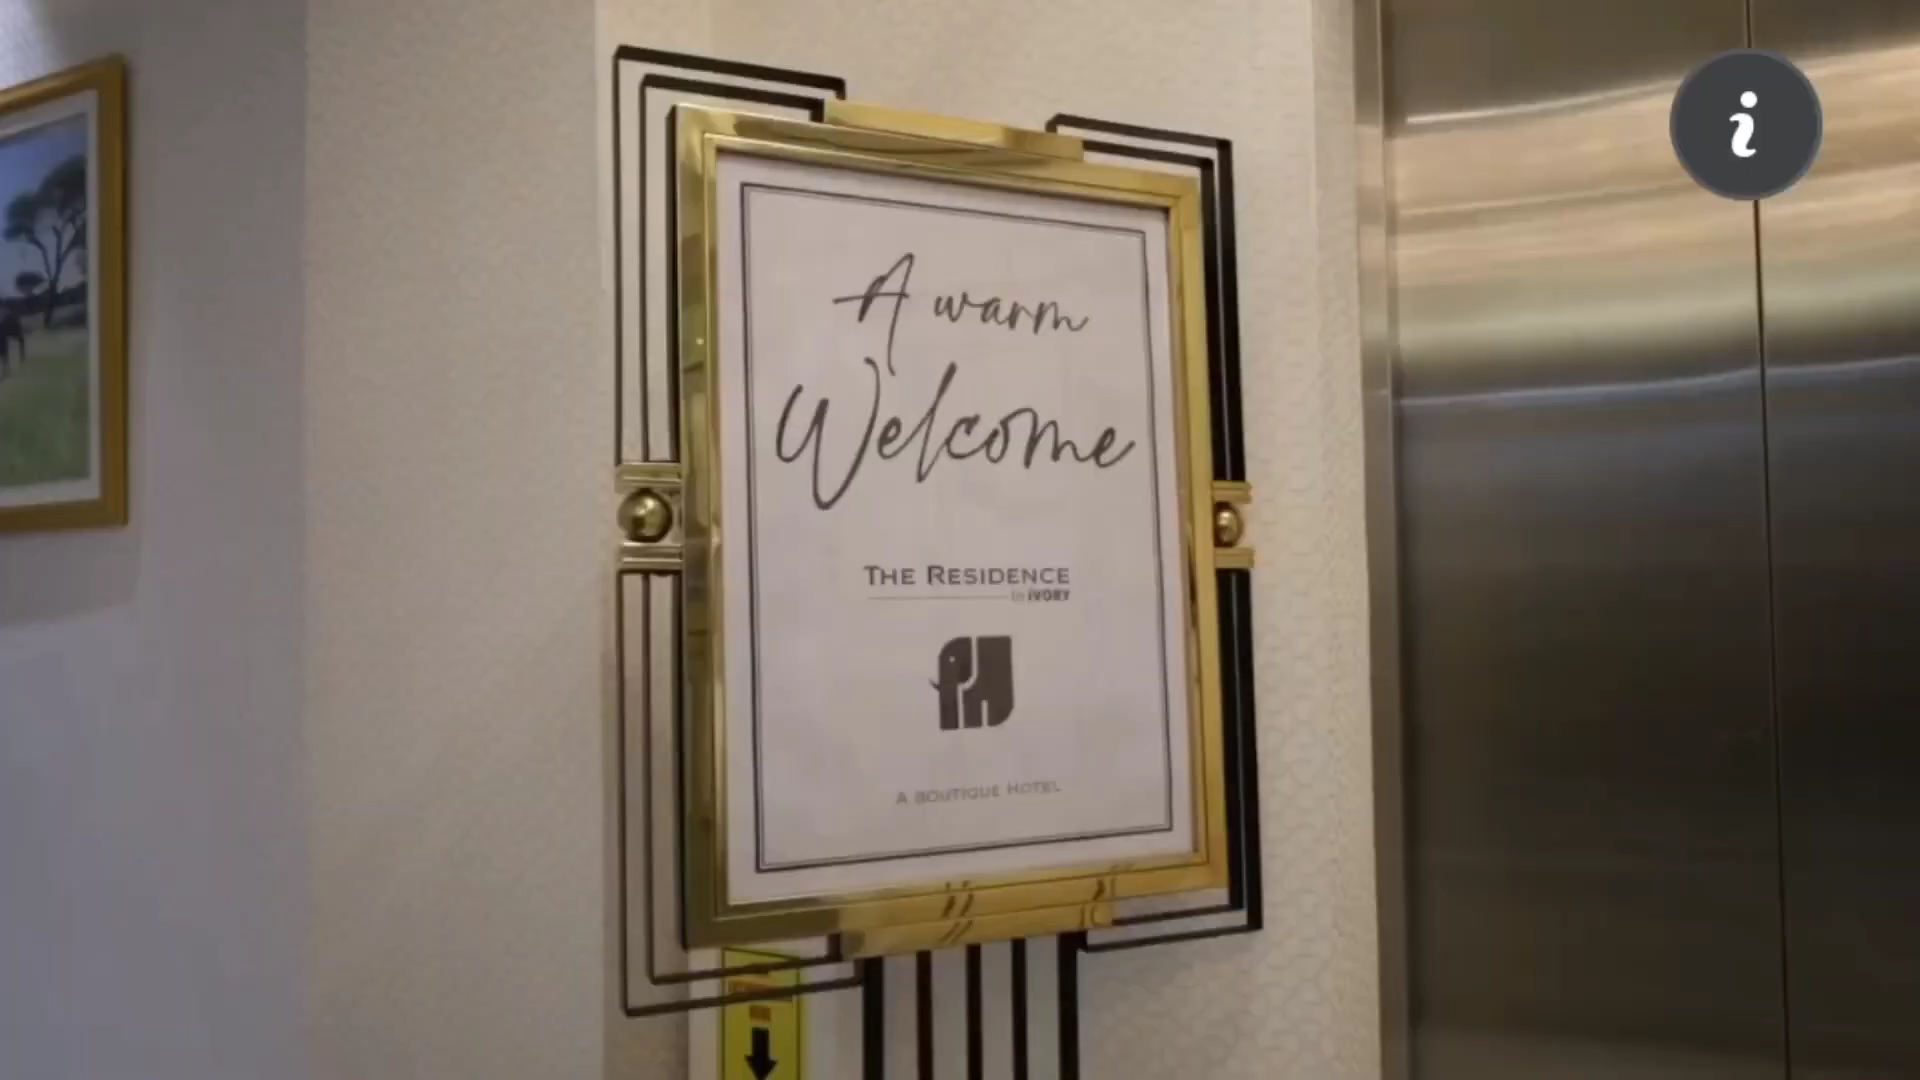 A warm
Welcome
THE RESIDENCE
by IVORY
A BOUTIQUE HOTEL
i